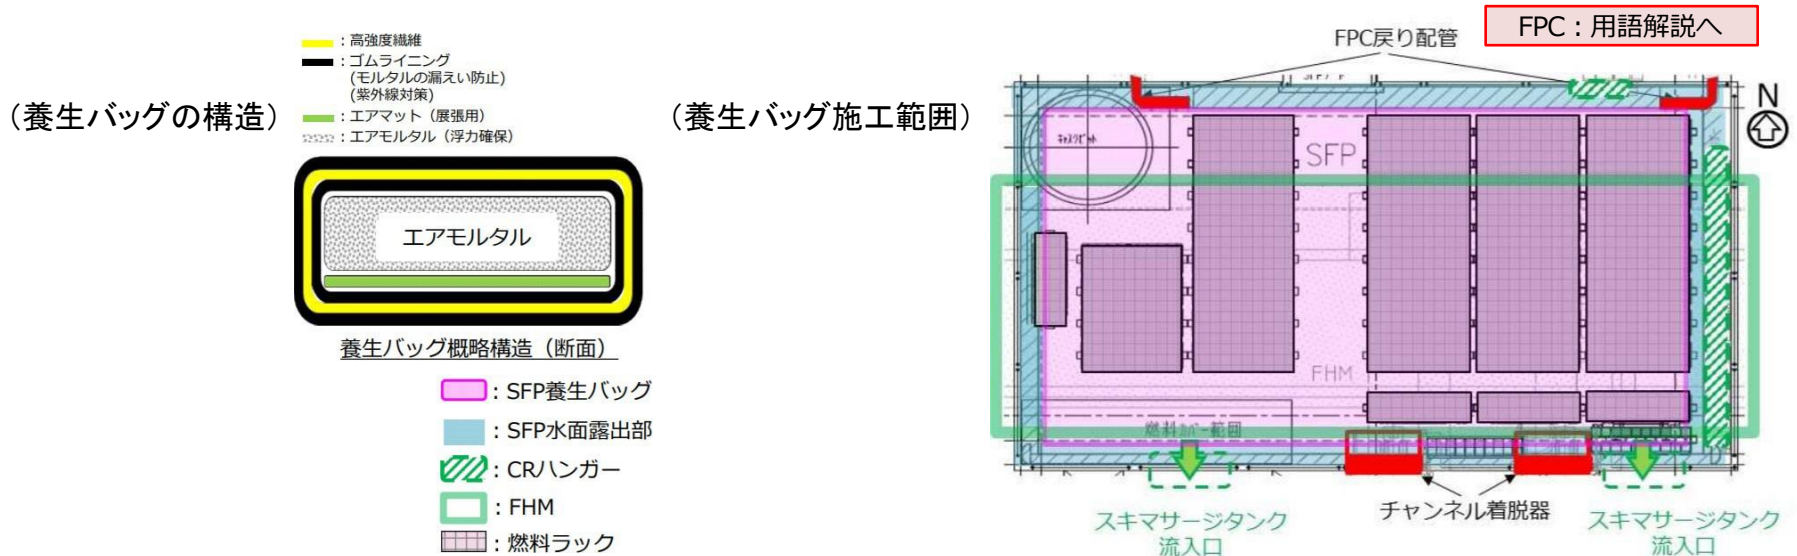 (養生バッグの構造)
：高強度繊維
：ゴムライニング
(モルタルの漏えい防止)
(紫外線対策)
：エアマット（展張用）
：エアモルタル（浮力確保）
エアモルタル
養生バッグ概略構造（断面）
：SFP養生バッグ
：SFP水面露出部
：CRハンガー
：FHM
：燃料ラック
(養生バッグ施工範囲)
FPC：用語解説へ
FPC戻り配管
N
キャスクピット
SFP
FHM
燃料カバー範囲
チャンネル着脱器
スキマサージタンク
流入口
スキマサージタンク
流入口